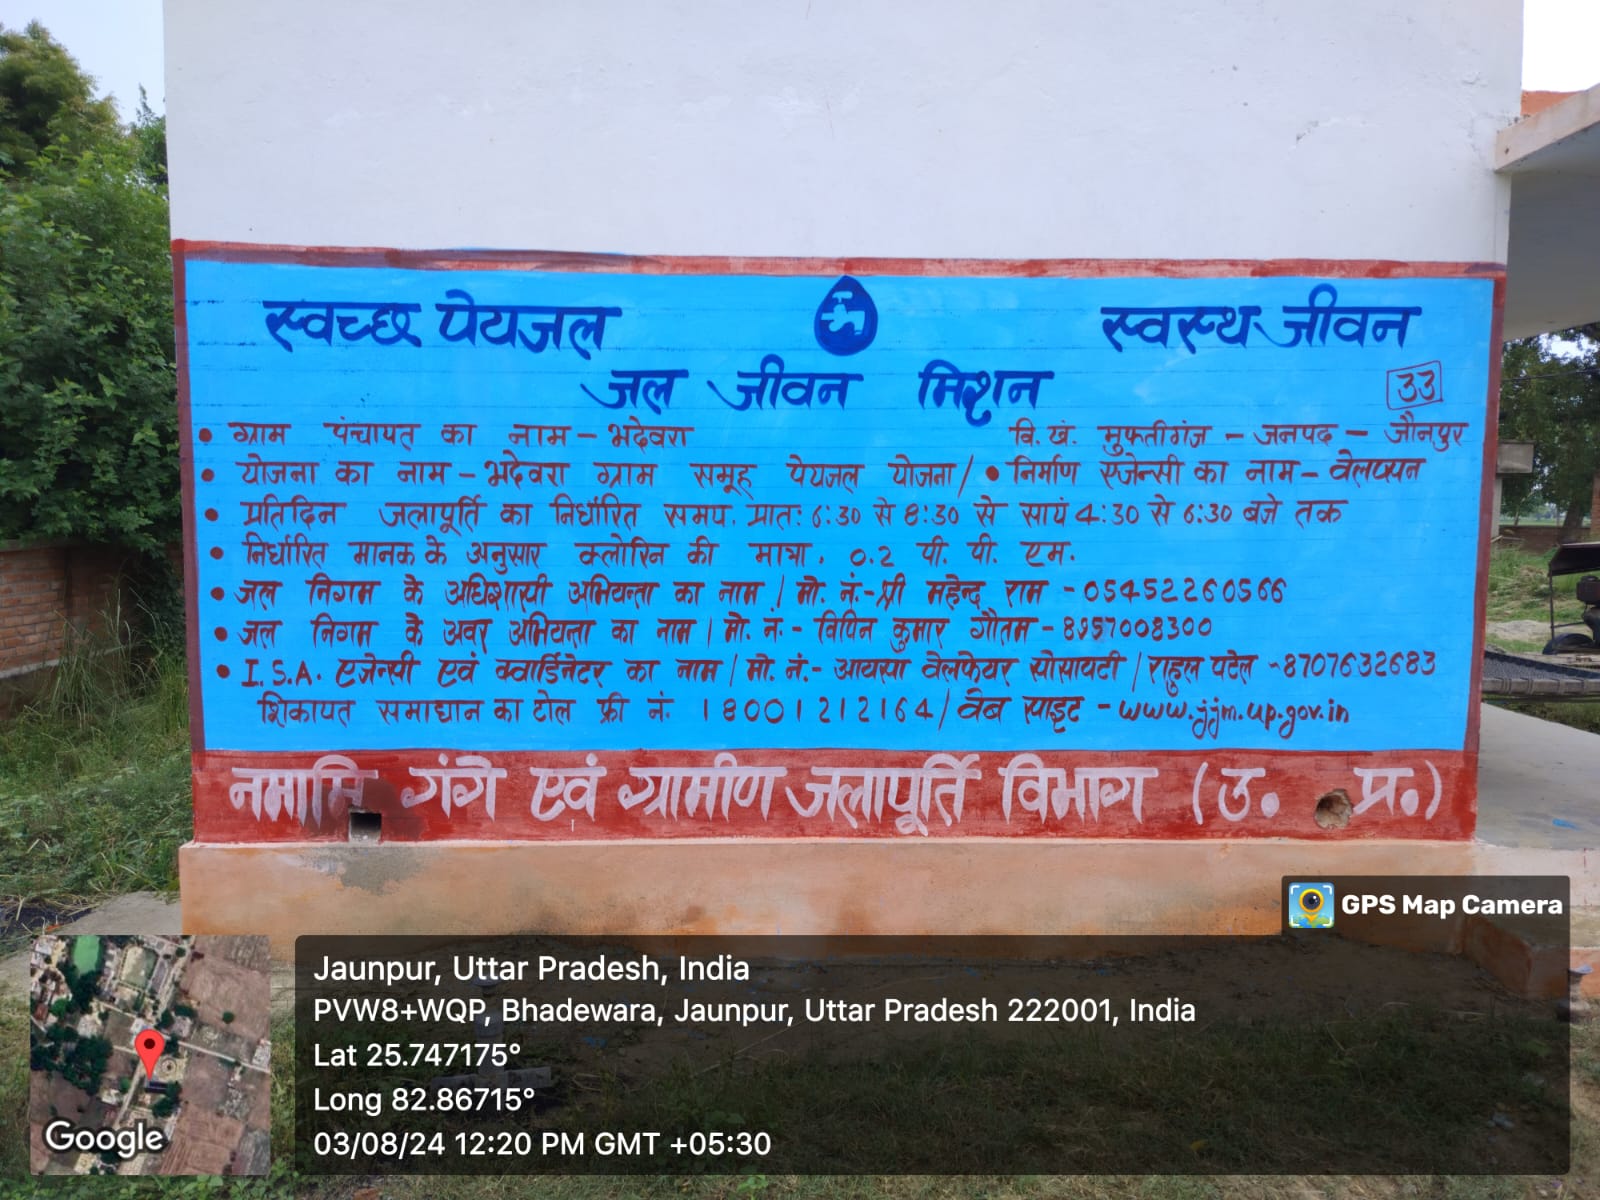 स्वच्छ पेयजल स्वस्थ जीवन
जल जीवन मिशन
33
• ग्राम पंचायत का नाम - भदेवरा वि. खं. मुफ्तीगंज - जनपद - जौनपुर
• योजना का नाम - भदेवरा ग्राम समूह पेयजल योजना / • निर्माण एजेन्सी का नाम - वेलस्पन
• प्रतिदिन जलापूर्ति का निर्धारित समय. प्रातः 6:30 से 8:30 से सायं 4:30 से 6:30 बजे तक
• निर्धारित मानक के अनुसार क्लोरिन की मात्रा. 0.2 पी. पी. एम.
• जल निगम के अधिशासी अभियन्ता का नाम / मो. नं.- श्री महेन्द्र राम - 05452260566
• जल निगम के अवर अभियन्ता का नाम / मो. नं. - विपिन कुमार गौतम - 8957008300
• I.S.A. एजेन्सी एवं क्वार्डिनेटर का नाम / मो. नं.- आयसा वैलफेयर सोसायटी / राहुल पटेल - 8707632683
शिकायत समाधान का टोल फ्री नं. 18001212164 / वेब साइट - www.jjm.up.gov.in
नमामि गंगे एवं ग्रामीण जलापूर्ति विभाग (उ. प्र.)
GPS Map Camera
Jaunpur, Uttar Pradesh, India
PVW8+WQP, Bhadewara, Jaunpur, Uttar Pradesh 222001, India
Lat 25.747175°
Long 82.86715°
03/08/24 12:20 PM GMT +05:30
Google